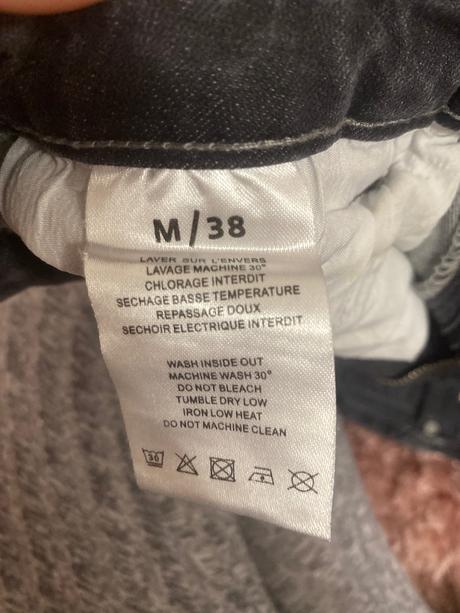 M/38
LAVER SUR L'ENVERS
LAVAGE MACHINE 30°
CHLORAGE INTERDIT
SECHAGE BASSE TEMPERATURE
REPASSAGE DOUX
SECHOIR ELECTRIQUE INTERDIT
WASH INSIDE OUT
MACHINE WASH 30°
DO NOT BLEACH
TUMBLE DRY LOW
IRON LOW HEAT
DO NOT MACHINE CLEAN
30